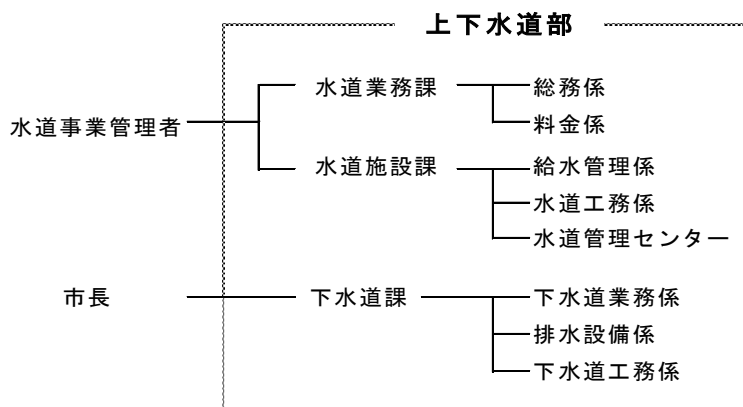 上下水道部
水道業務課 総務係
料金係
水道事業管理者
水道施設課 給水管理係
水道工務係
水道管理センター
市長 下水道課 下水道業務係
排水設備係
下水道工務係